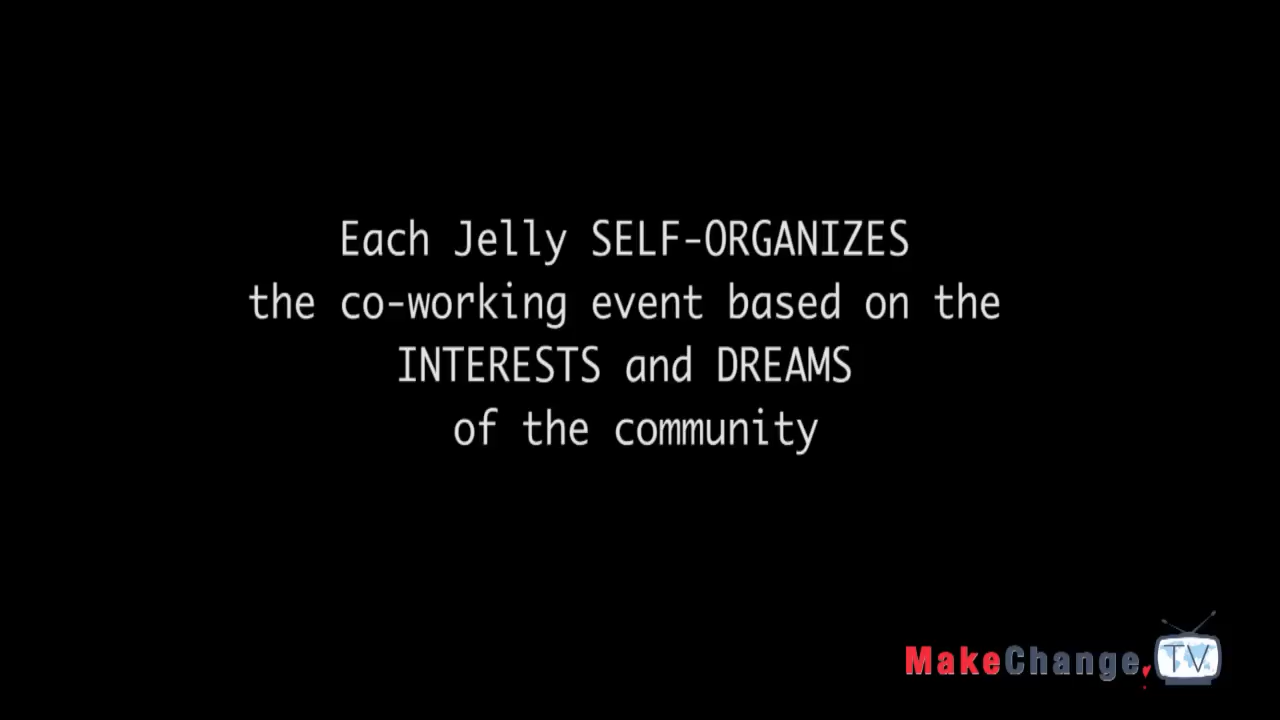 Each Jelly SELF-ORGANIZES
the co-working event based on the
INTERESTS and DREAMS
of the community
MakeChange.TV